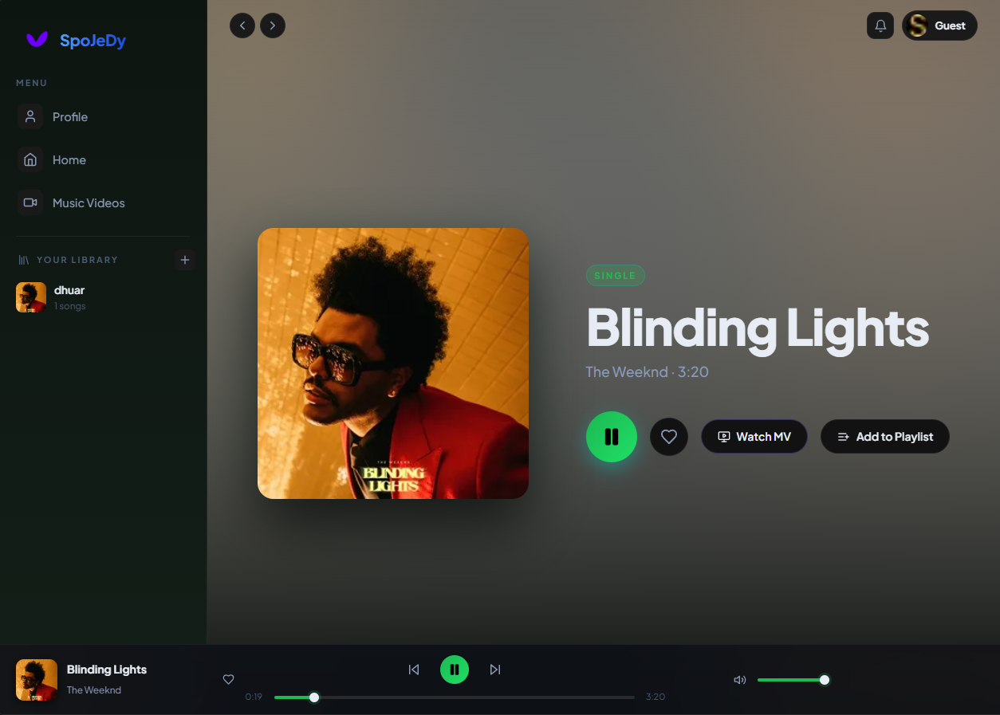 SpoJeDy
Guest
MENU
Profile
Home
Music Videos
YOUR LIBRARY
dhuar
1 songs
SINGLE
Blinding Lights
The Weeknd · 3:20
Watch MV
Add to Playlist
THE WEEKND
BLINDING
LIGHTS
Blinding Lights
The Weeknd
0:19
3:20